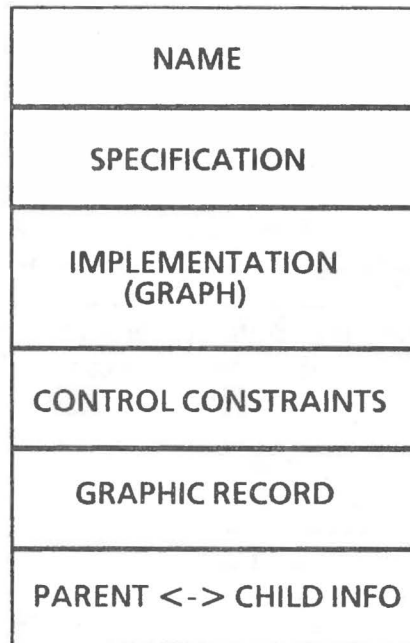 NAME
SPECIFICATION
IMPLEMENTATION
(GRAPH)
CONTROL CONSTRAINTS
GRAPHIC RECORD
PARENT <-> CHILD INFO